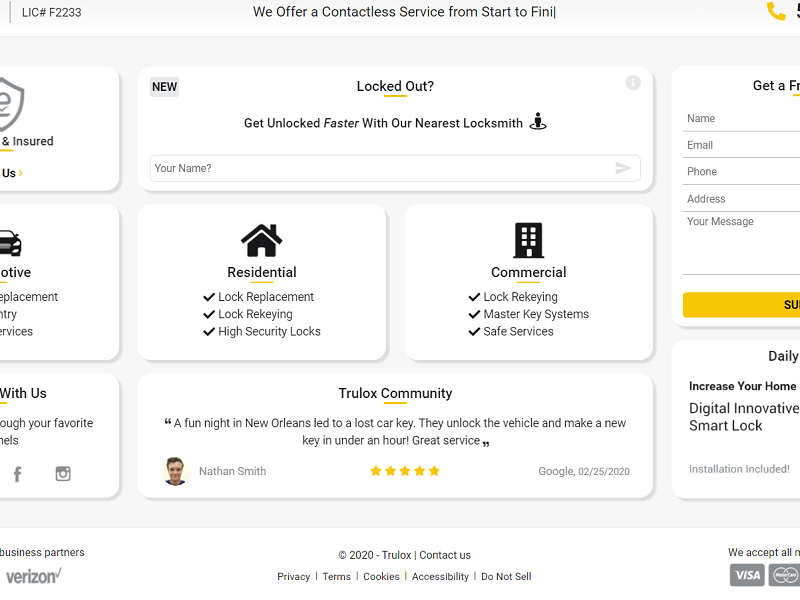 LIC# F2233
We Offer a Contactless Service from Start to Fini|
& Insured
Us ›
NEW
Locked Out?
Get Unlocked Faster With Our Nearest Locksmith
Your Name?
Get a Fr
Name
Email
Phone
Address
Your Message
SU
otive
eplacement
ntry
ervices
Residential
Lock Replacement
Lock Rekeying
High Security Locks
Commercial
Lock Rekeying
Master Key Systems
Safe Services
With Us
ough your favorite
nels
Trulox Community
❝ A fun night in New Orleans led to a lost car key. They unlock the vehicle and make a new
key in under an hour! Great service ❞
Nathan Smith
Google, 02/25/2020
Daily
Increase Your Home
Digital Innovative
Smart Lock
Installation Included!
business partners
verizon✓
© 2020 - Trulox | Contact us
Privacy | Terms | Cookies | Accessibility | Do Not Sell
We accept all m
VISA
MasterCard